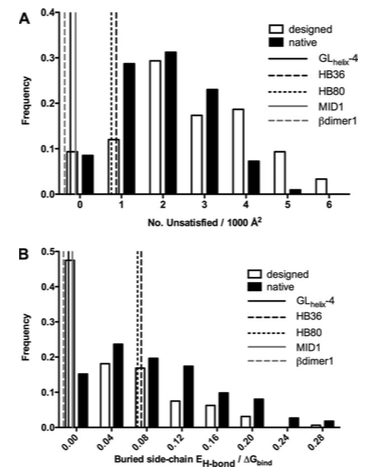 A
0.4
0.3
0.2
0.1
0.0
Frequency
designed
native
GLhelix-4
HB36
HB80
MID1
βdimer1
0 1 2 3 4 5 6
No. Unsatisfied / 1000 Å²
B
0.5
0.4
0.3
0.2
0.1
0.0
Frequency
designed
native
GLhelix-4
HB36
HB80
MID1
βdimer1
0.00 0.04 0.08 0.12 0.16 0.20 0.24 0.28
Buried side-chain EH-bond / ΔGbind